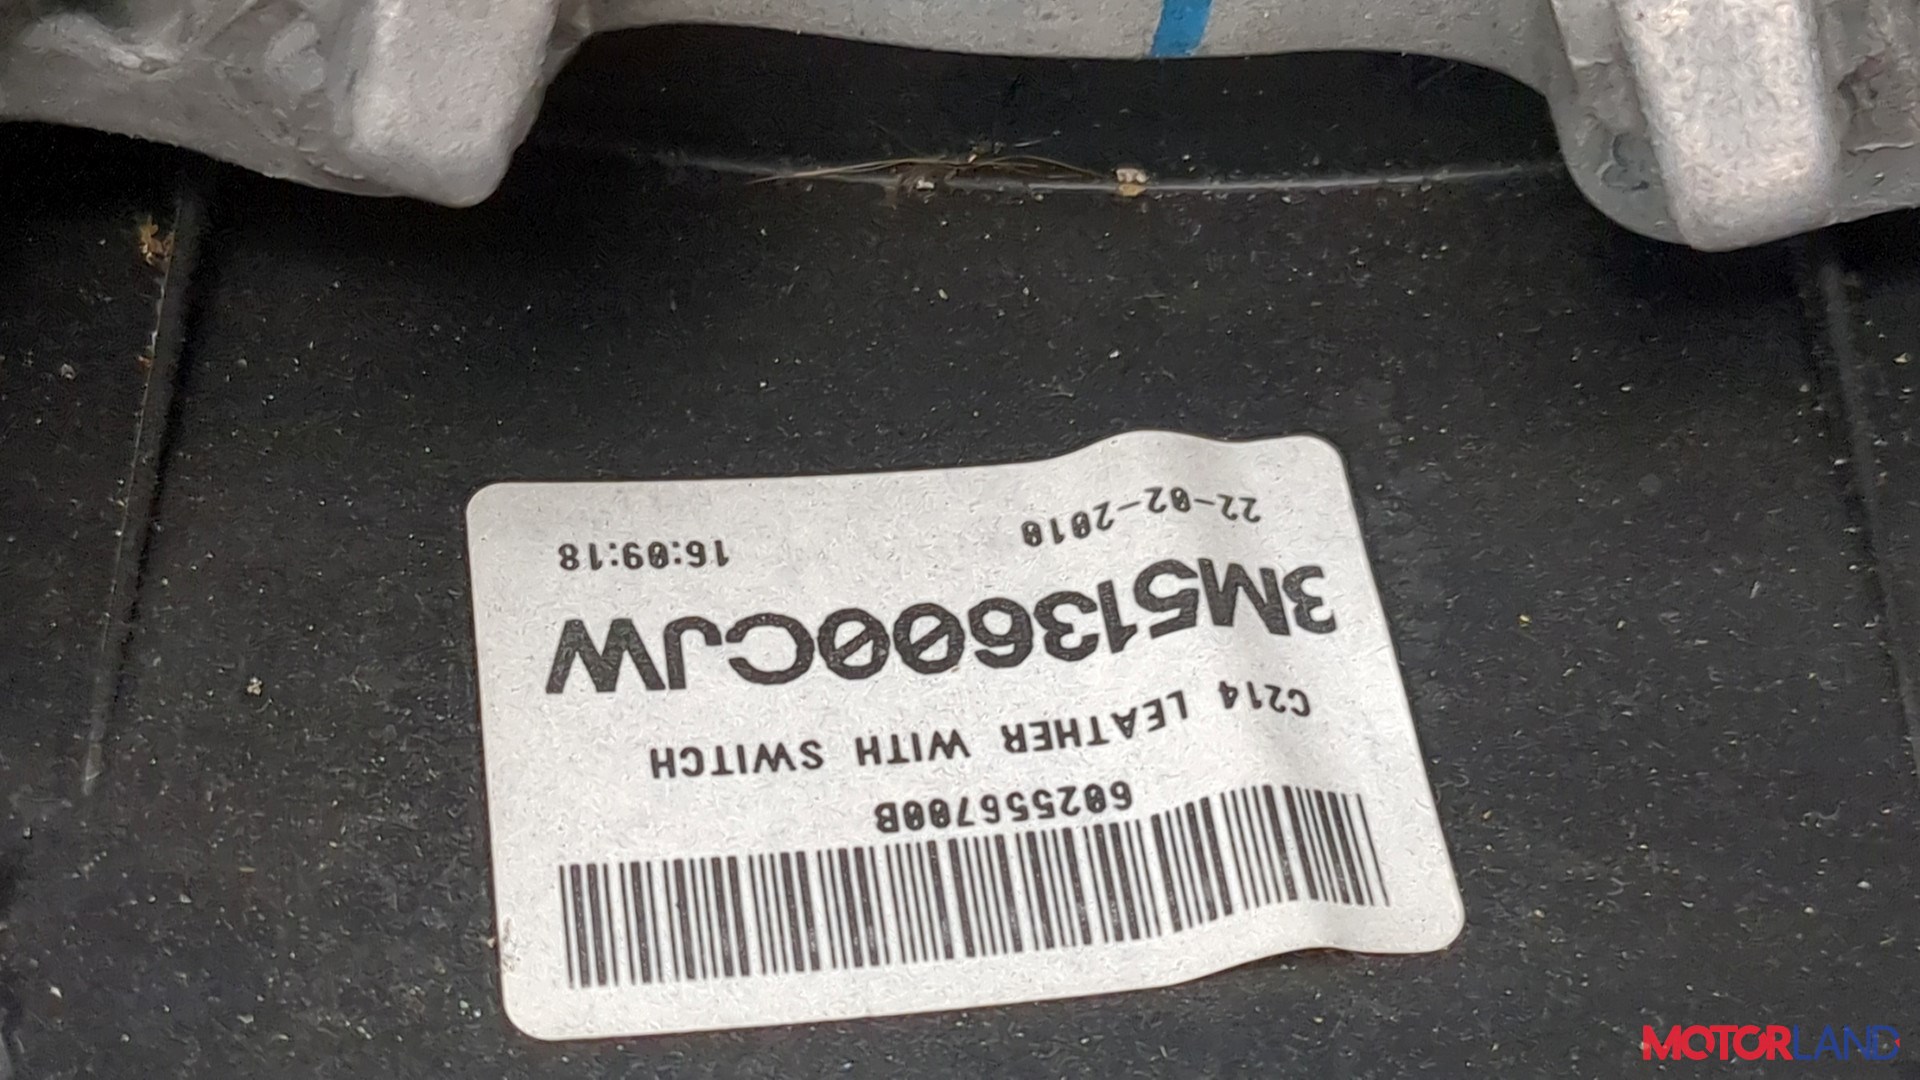 602556700B
C214 LEATHER WITH SWITCH
3M513600CJW
22-02-2010 16:09:18
MOTORLAND